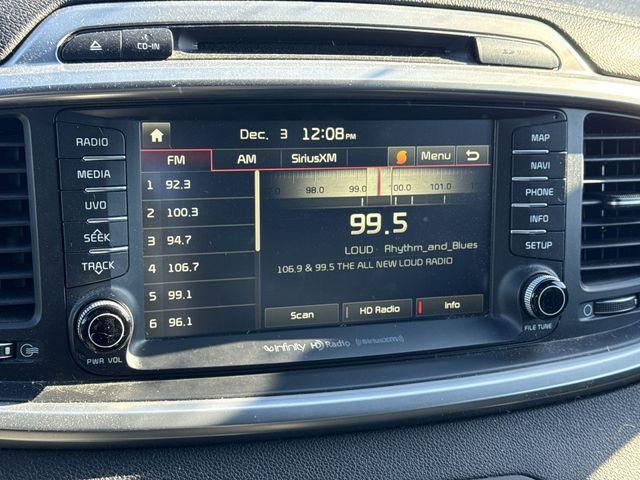 CD-IN
RADIO
MEDIA
UVO
SEEK
TRACK
PWR VOL
Dec. 3 12:08PM
FM AM SiriusXM Menu
1 92.3
2 100.3
3 94.7
4 106.7
5 99.1
6 96.1
98.0 99.0 00.0 101.0
99.5
LOUD Rhythm_and_Blues
106.9 & 99.5 THE ALL NEW LOUD RADIO
Scan HD Radio Info
infinity HD Radio SiriusXM
MAP
NAVI
PHONE
INFO
SETUP
FILE TUNE